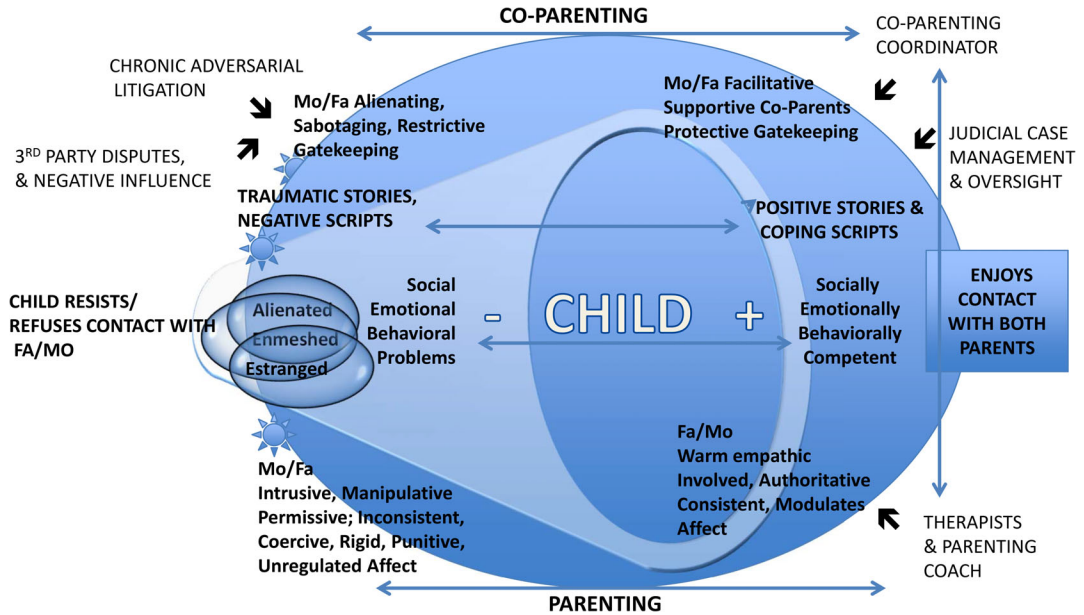 CO-PARENTING
CO-PARENTING
COORDINATOR
CHRONIC ADVERSARIAL
LITIGATION
Mo/Fa Alienating,
Sabotaging, Restrictive
Gatekeeping
Mo/Fa Facilitative
Supportive Co-Parents
Protective Gatekeeping
3RD PARTY DISPUTES,
& NEGATIVE INFLUENCE
JUDICIAL CASE
MANAGEMENT
& OVERSIGHT
TRAUMATIC STORIES,
NEGATIVE SCRIPTS
POSITIVE STORIES &
COPING SCRIPTS
CHILD RESISTS/
REFUSES CONTACT WITH
FA/MO
Alienated
Enmeshed
Estranged
Social
Emotional
Behavioral
Problems
- CHILD +
Socially
Emotionally
Behaviorally
Competent
ENJOYS
CONTACT
WITH BOTH
PARENTS
Mo/Fa
Intrusive, Manipulative
Permissive; Inconsistent,
Coercive, Rigid, Punitive,
Unregulated Affect
Fa/Mo
Warm empathic
Involved, Authoritative
Consistent, Modulates
Affect
THERAPISTS
& PARENTING
COACH
PARENTING